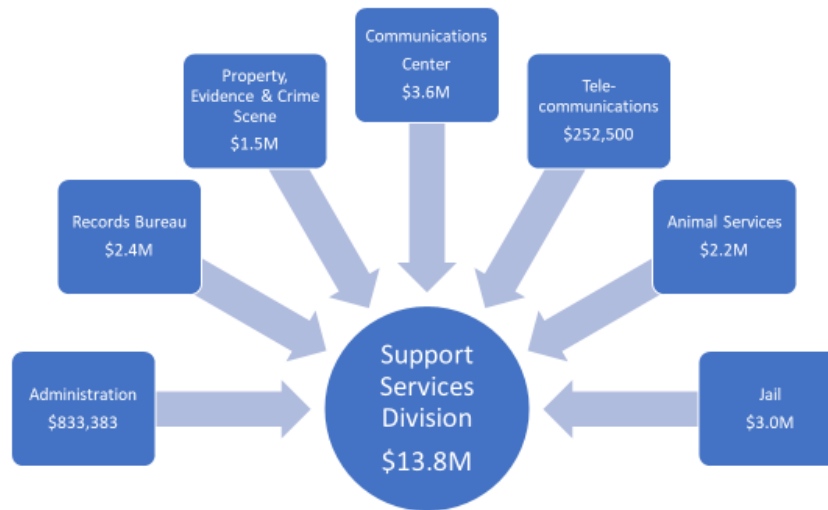 Communications
Center
$3.6M
Property,
Evidence & Crime
Scene
$1.5M
Tele-
communications
$252,500
Records Bureau
$2.4M
Animal Services
$2.2M
Administration
$833,383
Support
Services
Division
$13.8M
Jail
$3.0M